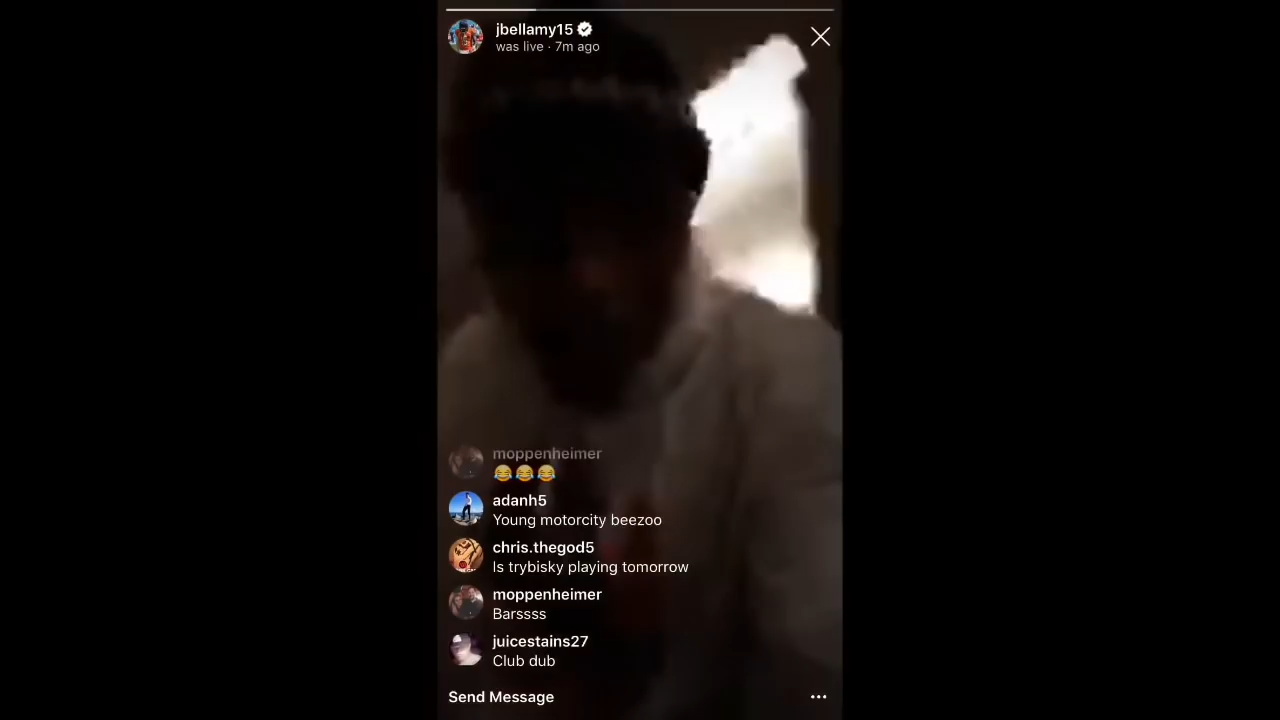 jbellamy15
was live · 7m ago
moppenheimer
😂😂😂
adanh5
Young motorcity beezoo
chris.thegod5
Is trybisky playing tomorrow
moppenheimer
Barssss
juicestains27
Club dub
Send Message